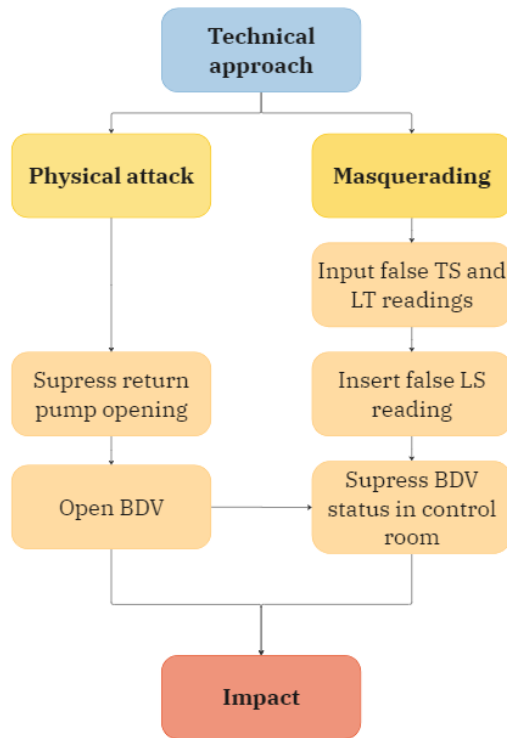 Technical
approach
Physical attack
Masquerading
Input false TS and
LT readings
Supress return
pump opening
Insert false LS
reading
Open BDV
Supress BDV
status in control
room
Impact